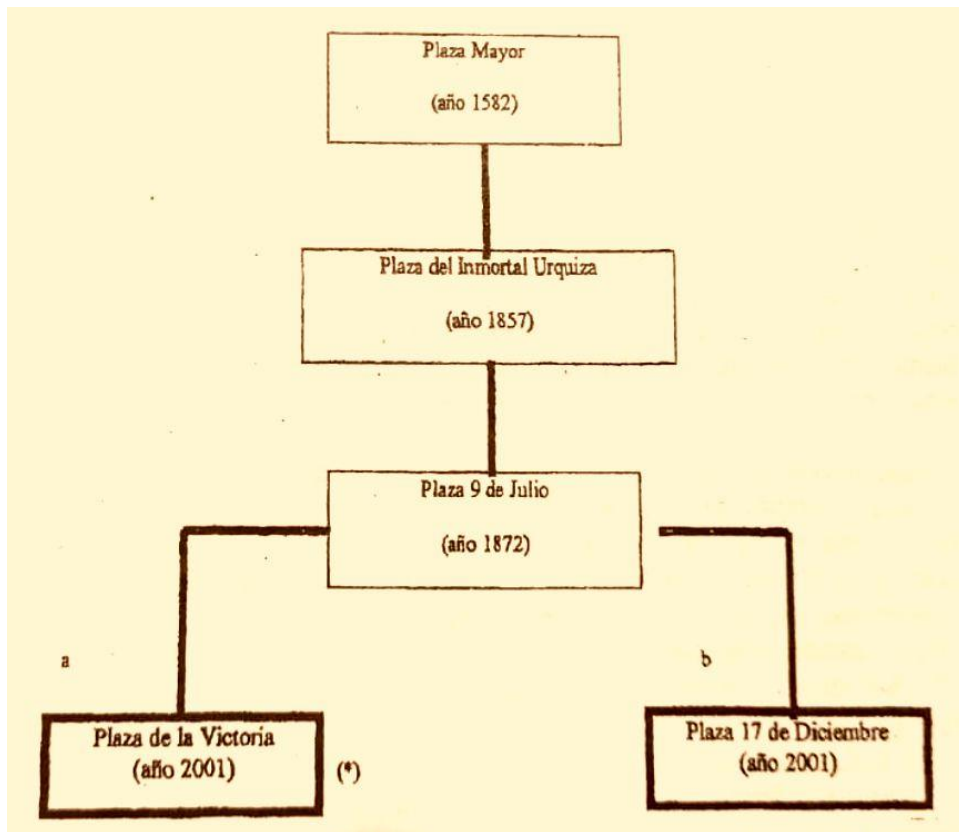 Plaza Mayor
(año 1582)
Plaza del Inmortal Urquiza
(año 1857)
Plaza 9 de Julio
(año 1872)
a
b
Plaza de la Victoria
(año 2001)
(*)
Plaza 17 de Diciembre
(año 2001)